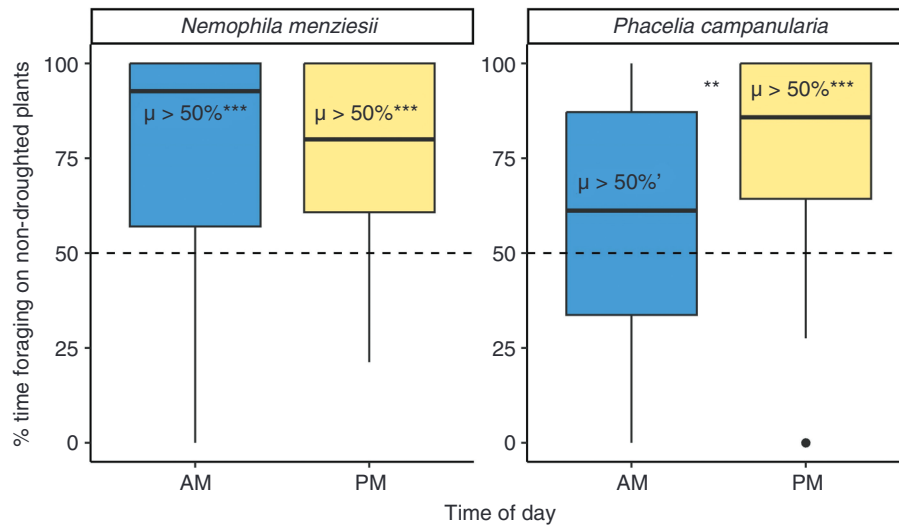 Nemophila menziesii
Phacelia campanularia
% time foraging on non-droughted plants
100
75
50
25
0
μ > 50%***
μ > 50%***
AM
PM
100
75
50
25
0
μ > 50%’
**
μ > 50%***
AM
PM
Time of day